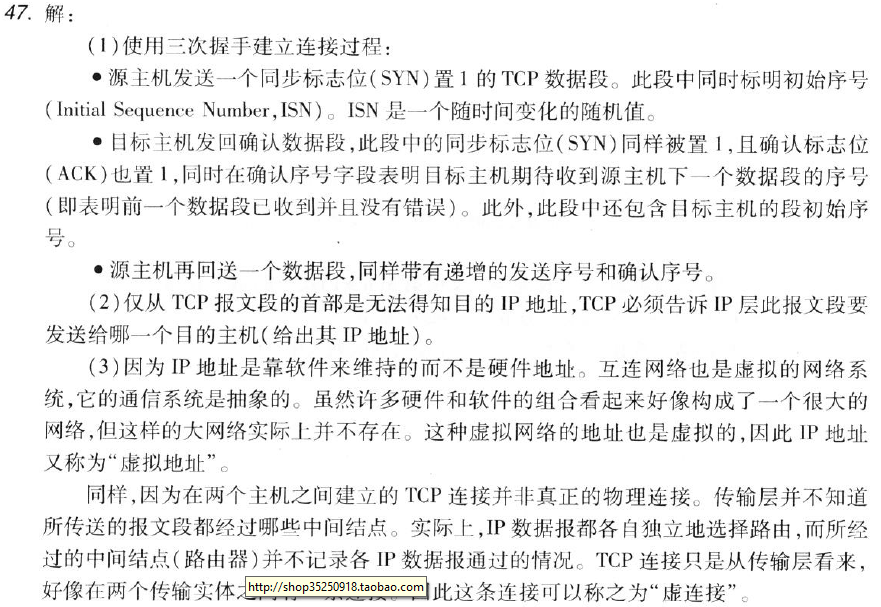 47. 解：
(1)使用三次握手建立连接过程：
●源主机发送一个同步标志位(SYN)置1的TCP数据段。此段中同时标明初始序号
(Initial Sequence Number,ISN)。ISN是一个随时间变化的随机值。
●目标主机发回确认数据段,此段中的同步标志位(SYN)同样被置1,且确认标志位
(ACK)也置1,同时在确认序号字段表明目标主机期待收到源主机下一个数据段的序号
(即表明前一个数据段已收到并且没有错误)。此外,此段中还包含目标主机的段初始序
号。
●源主机再回送一个数据段,同样带有递增的发送序号和确认序号。
(2)仅从TCP报文段的首部是无法得知目的IP地址,TCP必须告诉IP层此报文段要
发送给哪一个目的主机(给出其IP地址)。
(3)因为IP地址是靠软件来维持的而不是硬件地址。互连网络也是虚拟的网络系
统,它的通信系统是抽象的。虽然许多硬件和软件的组合看起来好像构成了一个很大的
网络,但这样的大网络实际上并不存在。这种虚拟网络的地址也是虚拟的,因此IP地址
又称为“虚拟地址”。
同样,因为在两个主机之间建立的TCP连接并非真正的物理连接。传输层并不知道
所传送的报文段都经过哪些中间结点。实际上,IP数据报都各自独立地选择路由,而所经
过的中间结点(路由器)并不记录各IP数据报通过的情况。TCP连接只是从传输层看来,
好像在两个传输实体 http://shop35250918.taobao.com 此这条连接可以称之为“虚连接”。